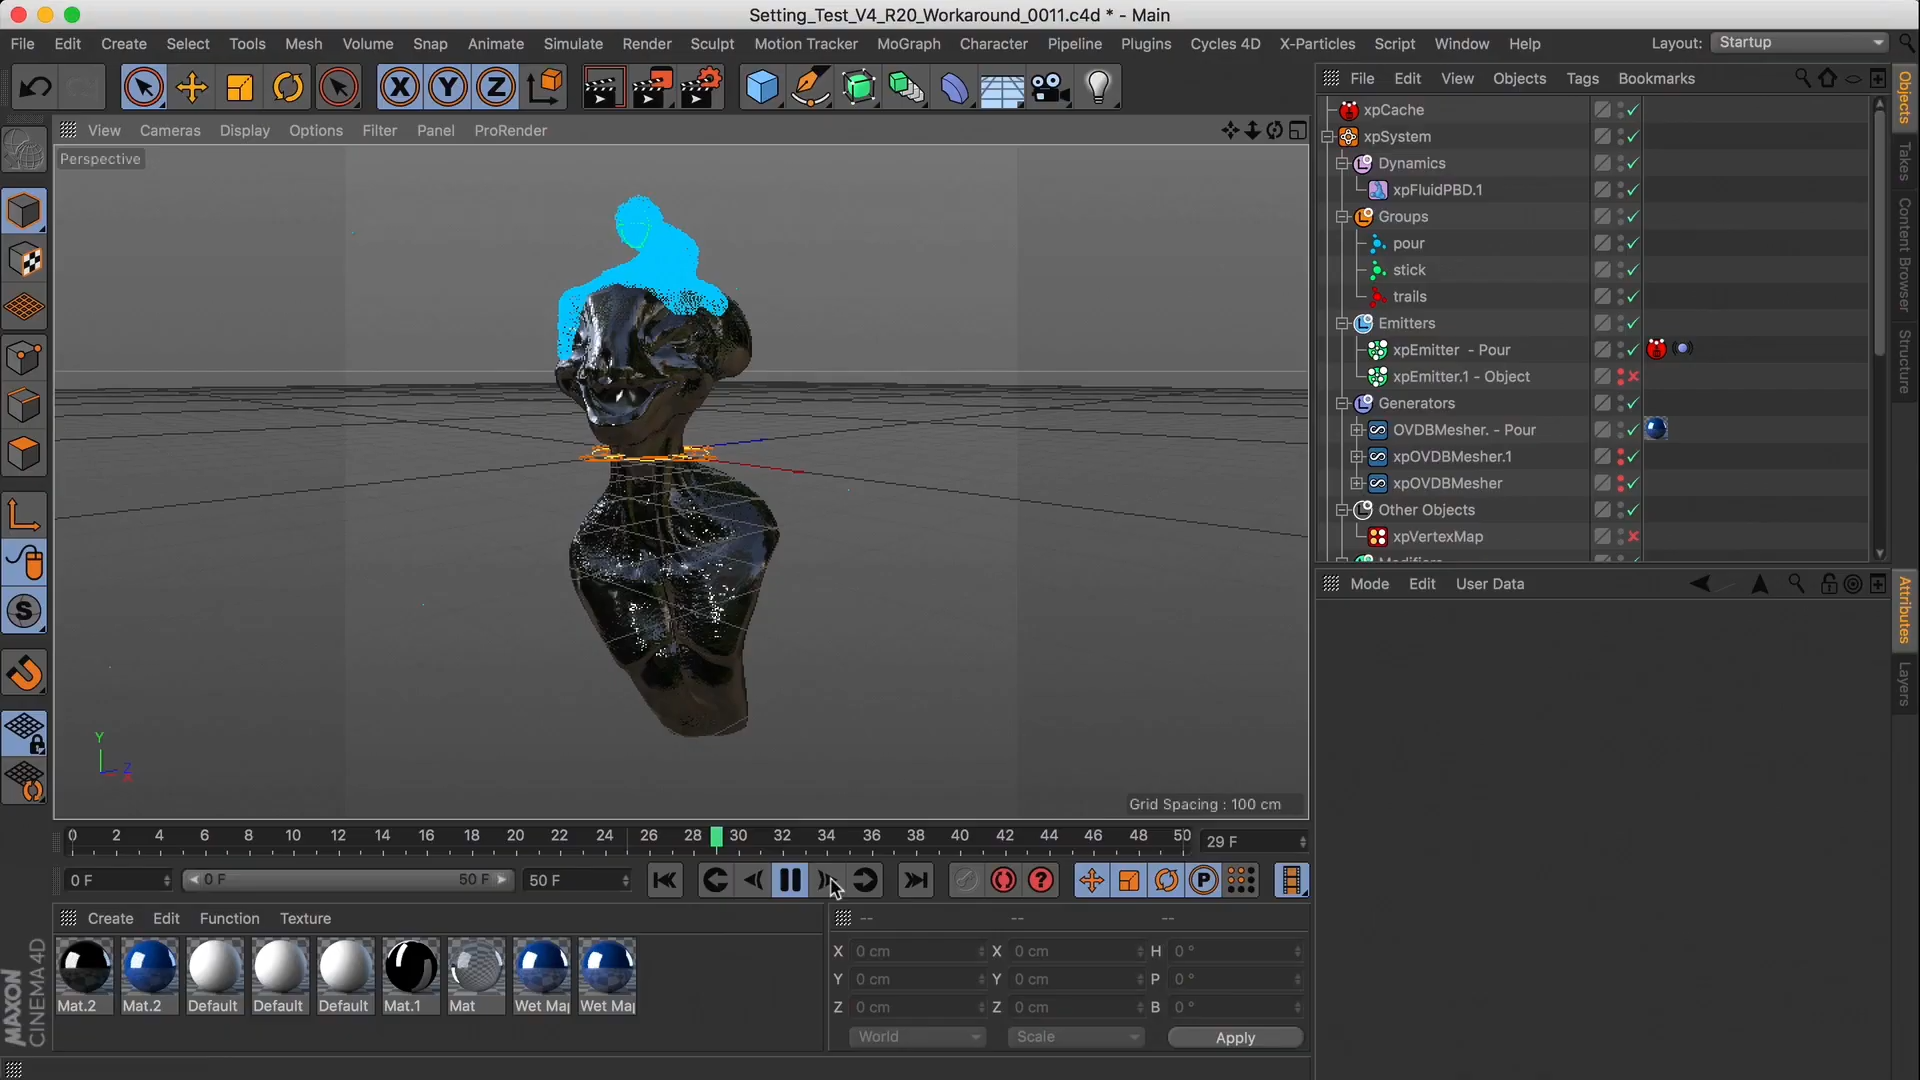 Setting_Test_V4_R20_Workaround_0011.c4d * - Main
File Edit Create Select Tools Mesh Volume Snap Animate Simulate Render Sculpt Motion Tracker MoGraph Character Pipeline Plugins Cycles 4D X-Particles Script Window Help Layout: Startup
X Y Z
File Edit View Objects Tags Bookmarks
View Cameras Display Options Filter Panel ProRender
Perspective
xpCache
xpSystem
Dynamics
xpFluidPBD.1
Groups
pour
stick
trails
Emitters
xpEmitter - Pour
xpEmitter.1 - Object
Generators
OVDBMesher. - Pour
xpOVDBMesher.1
xpOVDBMesher
Other Objects
xpVertexMap
Modifiers
Objects
Takes
Content Browser
Structure
Mode Edit User Data
Attributes
Layers
S
Y
Z
X
Grid Spacing : 100 cm
0 2 4 6 8 10 12 14 16 18 20 22 24 26 28 30 32 34 36 38 40 42 44 46 48 50 29 F
0 F 0 F 50 F 50 F ? P
Create Edit Function Texture
-- -- --
Mat.2 Mat.2 Default Default Default Mat.1 Mat Wet Ma Wet Ma
X 0 cm X 0 cm H 0 °
Y 0 cm Y 0 cm P 0 °
Z 0 cm Z 0 cm B 0 °
World Scale Apply
MAXON
CINEMA 4D